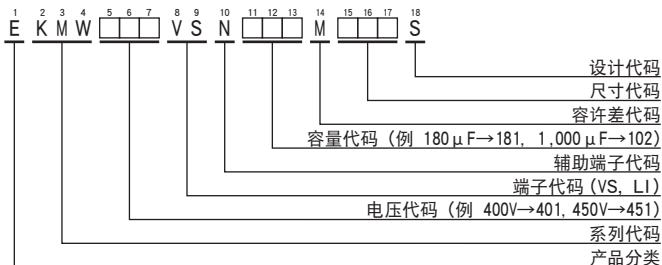 1 2 3 4 5 6 7 8 9 10 11 12 13 14 15 16 17 18
E KMW □□□ VS N □□□ M □□□ S
设计代码
尺寸代码
容许差代码
容量代码 (例 180μF→181, 1,000μF→102)
辅助端子代码
端子代码 (VS, LI)
电压代码 (例 400V→401, 450V→451)
系列代码
产品分类